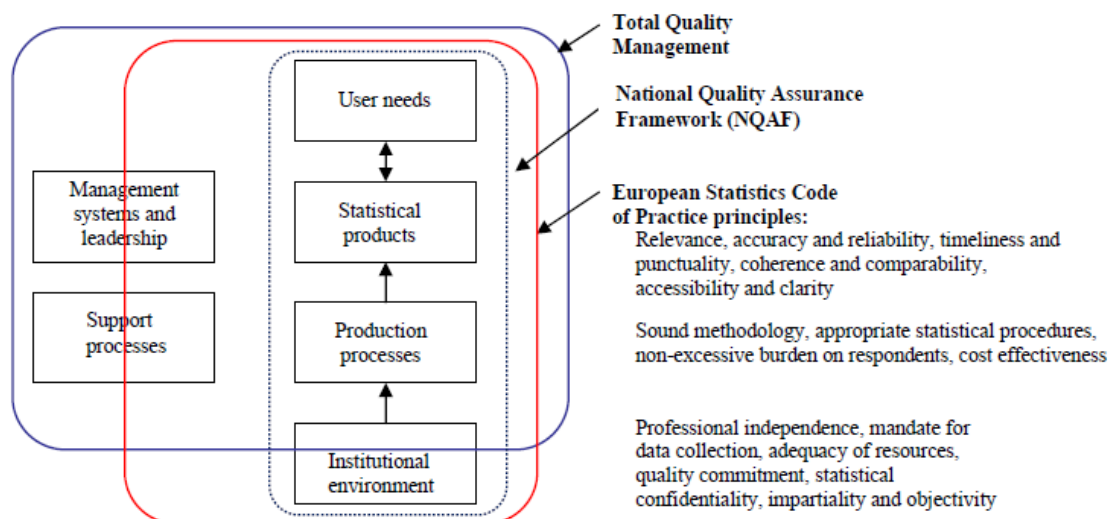 Total Quality
Management
User needs
National Quality Assurance
Framework (NQAF)
Management
systems and
leadership
Statistical
products
European Statistics Code
of Practice principles:
Relevance, accuracy and reliability, timeliness and
punctuality, coherence and comparability,
accessibility and clarity
Support
processes
Production
processes
Sound methodology, appropriate statistical procedures,
non-excessive burden on respondents, cost effectiveness
Institutional
environment
Professional independence, mandate for
data collection, adequacy of resources,
quality commitment, statistical
confidentiality, impartiality and objectivity